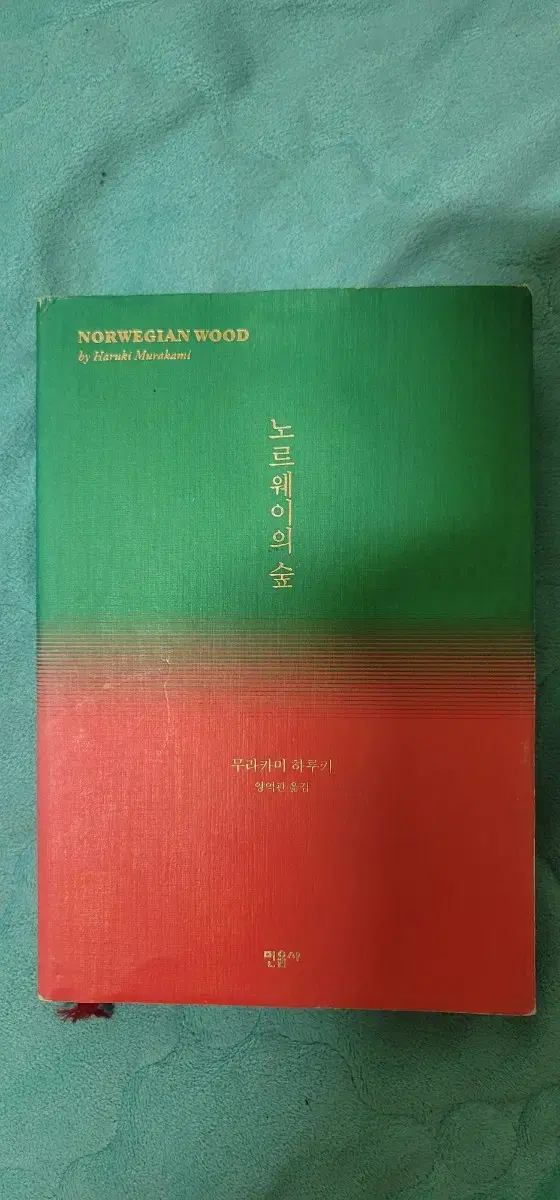 NORWEGIAN WOOD
by Haruki Murakami
노르웨이의 숲
무라카미 하루키
양억관 옮김
민음사